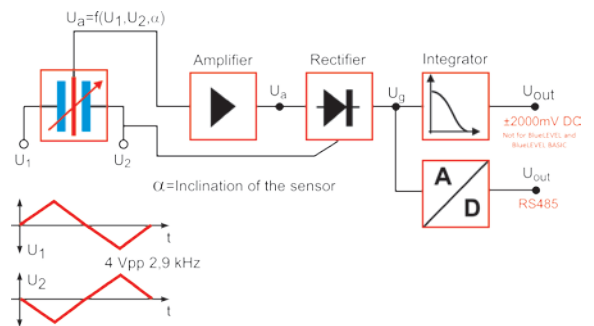 Ua=f(U1,U2,α)
Amplifier
Rectifier
Integrator
Ua
Ug
Uout
±2000mV DC
Not for BlueLEVEL and
BlueLEVEL BASIC
U1
U2
α=Inclination of the sensor
A
D
Uout
RS485
t
U1
4 Vpp 2,9 kHz
U2
t